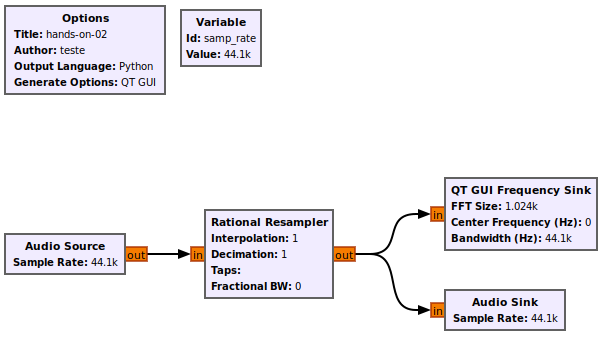 Options
Title: hands-on-02
Author: teste
Output Language: Python
Generate Options: QT GUI
Variable
Id: samp_rate
Value: 44.1k
Audio Source
Sample Rate: 44.1k
out
in
Rational Resampler
Interpolation: 1
Decimation: 1
Taps:
Fractional BW: 0
out
in
QT GUI Frequency Sink
FFT Size: 1.024k
Center Frequency (Hz): 0
Bandwidth (Hz): 44.1k
in
Audio Sink
Sample Rate: 44.1k